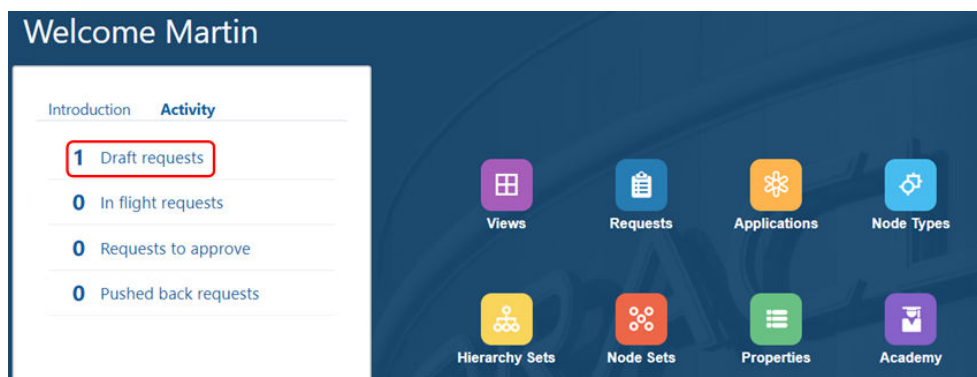 Welcome Martin
Introduction Activity
1 Draft requests
0 In flight requests
0 Requests to approve
0 Pushed back requests
Views Requests Applications Node Types
Hierarchy Sets Node Sets Properties Academy